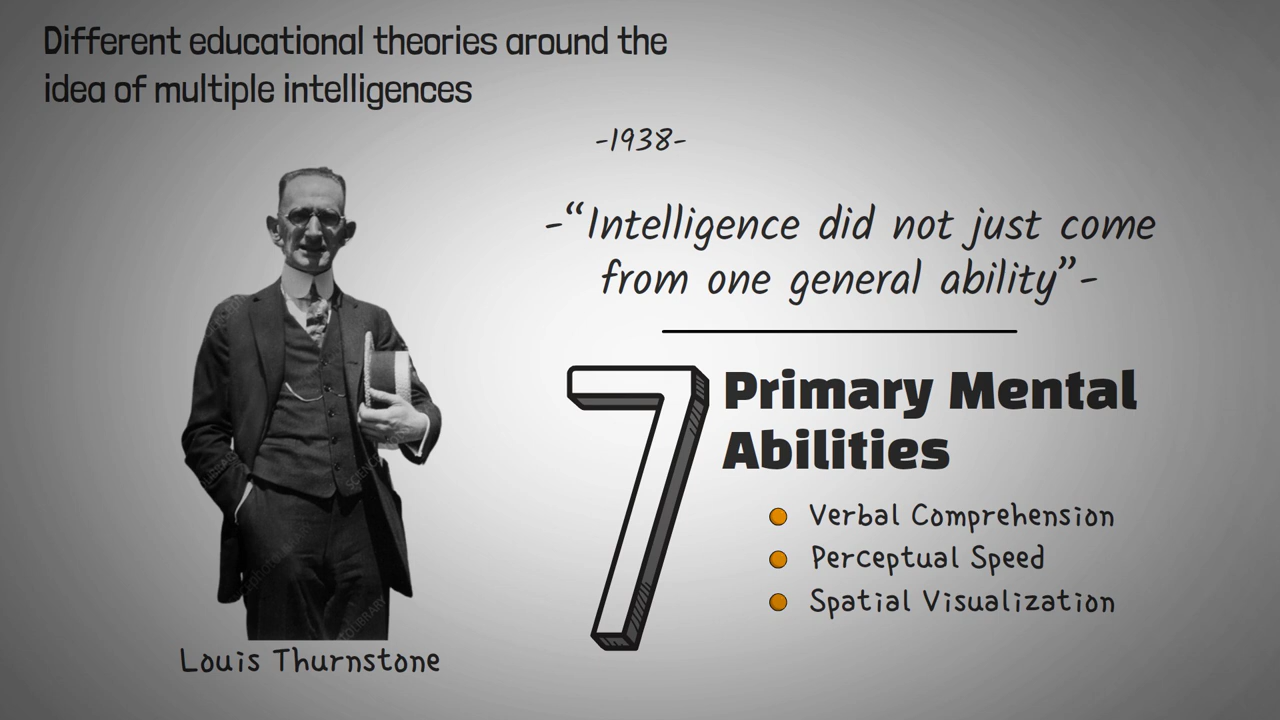 Different educational theories around the
idea of multiple intelligences
-1938-
-“Intelligence did not just come
from one general ability”-
7 Primary Mental
Abilities
Verbal Comprehension
Perceptual Speed
Spatial Visualization
Louis Thurnstone